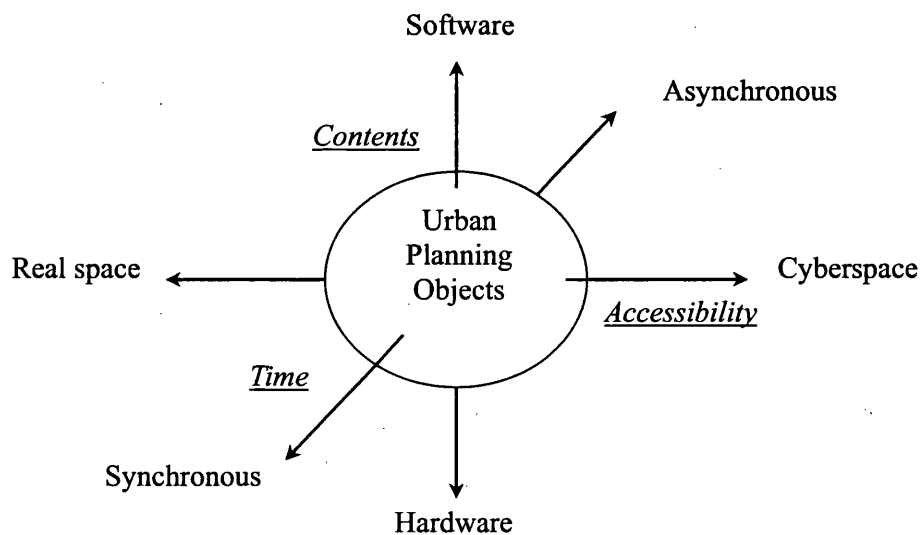 Software
Asynchronous
Contents
Urban
Planning
Objects
Real space
Cyberspace
Accessibility
Time
Synchronous
Hardware